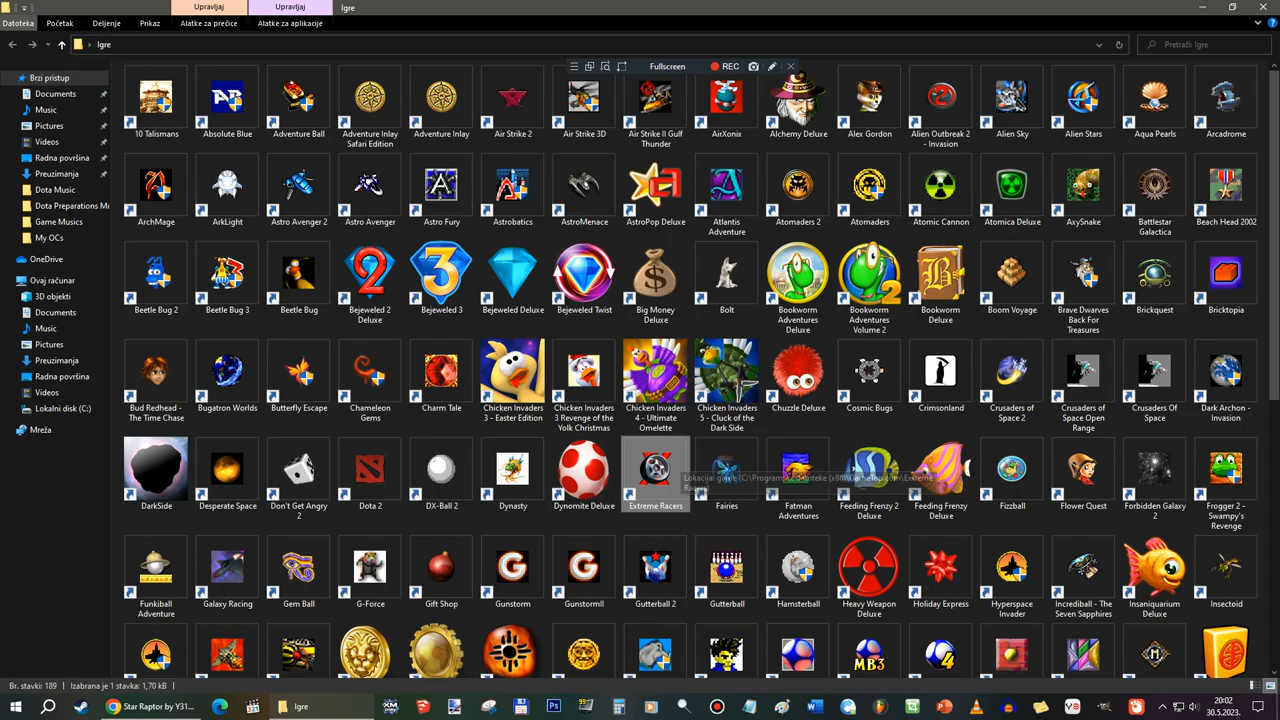 Upravljaj
Upravljaj
Igre
Datoteka
Početak
Deljenje
Prikaz
Alatke za prečice
Alatke za aplikacije
Igre
Pretraži: Igre
Fullscreen
REC
Brzi pristup
Documents
Music
Pictures
Videos
Radna površina
Preuzimanja
Dota Music
Dota Preparations Mu
Game Musics
My OCs
OneDrive
Ovaj računar
3D objekti
Documents
Music
Pictures
Preuzimanja
Radna površina
Videos
Lokalni disk (C:)
Mreža
10 Talismans
Absolute Blue
Adventure Ball
Adventure Inlay
Safari Edition
Adventure Inlay
Air Strike 2
Air Strike 3D
Air Strike II Gulf
Thunder
AirXonix
Alchemy Deluxe
Alex Gordon
Alien Outbreak 2
- Invasion
Alien Sky
Alien Stars
Aqua Pearls
Arcadrome
ArchMage
ArkLight
Astro Avenger 2
Astro Avenger
Astro Fury
Astrobatics
AstroMenace
AstroPop Deluxe
Atlantis
Adventure
Atomaders 2
Atomaders
Atomic Cannon
Atomica Deluxe
AxySnake
Battlestar
Galactica
Beach Head 2002
Beetle Bug 2
Beetle Bug 3
Beetle Bug
Bejeweled 2
Deluxe
Bejeweled 3
Bejeweled Deluxe
Bejeweled Twist
Big Money
Deluxe
Bolt
Bookworm
Adventures
Deluxe
Bookworm
Adventures
Volume 2
Bookworm
Deluxe
Boom Voyage
Brave Dwarves
Back For
Treasures
Brickquest
Bricktopia
Bud Redhead -
The Time Chase
Bugatron Worlds
Butterfly Escape
Chameleon
Gems
Charm Tale
Chicken Invaders
3 - Easter Edition
Chicken Invaders
3 Revenge of the
Yolk Christmas
Chicken Invaders
4 - Ultimate
Omelette
Chicken Invaders
5 - Cluck of the
Dark Side
Chuzzle Deluxe
Cosmic Bugs
Crimsonland
Crusaders of
Space 2
Crusaders of
Space Open
Range
Crusaders Of
Space
Dark Archon -
Invasion
DarkSide
Desperate Space
Don't Get Angry
2
Dota 2
DX-Ball 2
Dynasty
Dynomite Deluxe
Extreme Racers
Fairies
Fatman
Adventures
Feeding Frenzy 2
Deluxe
Feeding Frenzy
Deluxe
Fizzball
Flower Quest
Forbidden Galaxy
2
Frogger 2 -
Swampy's
Revenge
Funkiball
Adventure
Galaxy Racing
Gem Ball
G-Force
Gift Shop
Gunstorm
GunstormII
Gutterball 2
Gutterball
Hamsterball
Heavy Weapon
Deluxe
Holiday Express
Hyperspace
Invader
Incrediball - The
Seven Sapphires
Insaniquarium
Deluxe
Insectoid
MB3
4
Br. stavki: 189
Izabrana je 1 stavka: 1,70 kB
Star Raptor by Y31...
Igre
20:02
30.5.2023.